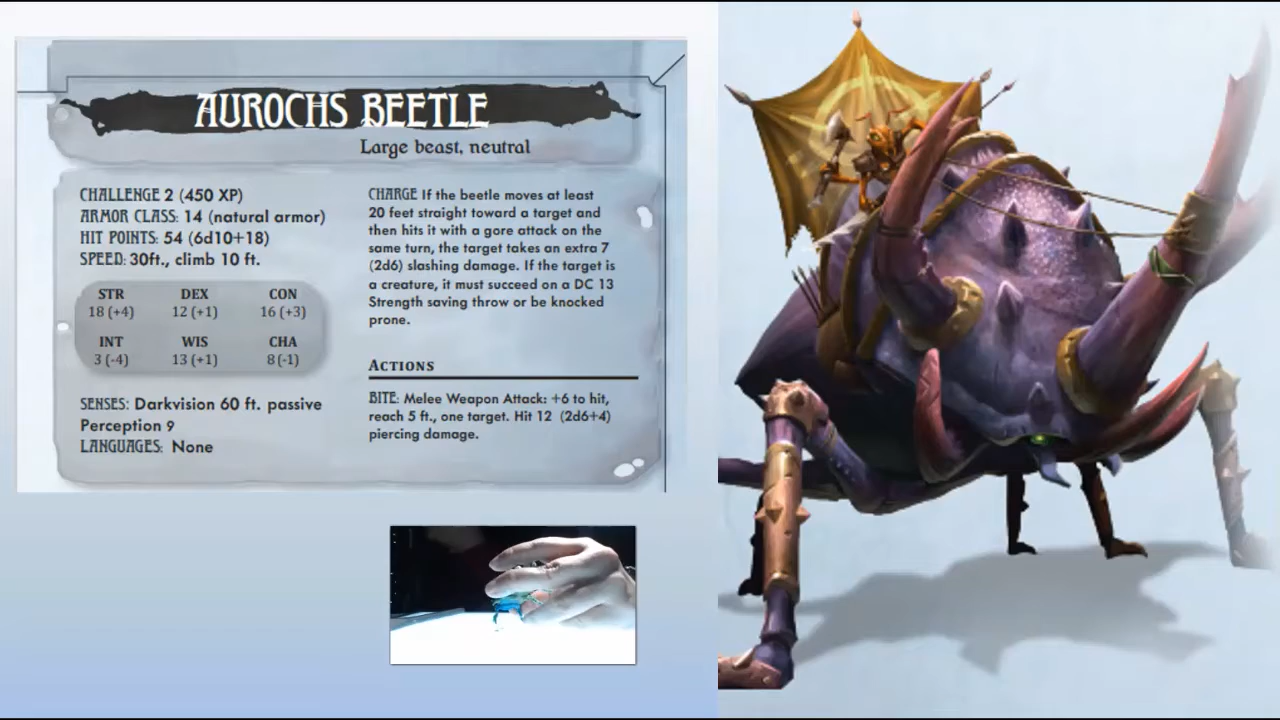 AUROCHS BEETLE
Large beast, neutral
CHALLENGE 2 (450 XP)
ARMOR CLASS: 14 (natural armor)
HIT POINTS: 54 (6d10+18)
SPEED: 30ft., climb 10 ft.
STR DEX CON
18 (+4) 12 (+1) 16 (+3)
INT WIS CHA
3 (-4) 13 (+1) 8 (-1)
SENSES: Darkvision 60 ft. passive
Perception 9
LANGUAGES: None
CHARGE If the beetle moves at least
20 feet straight toward a target and
then hits it with a gore attack on the
same turn, the target takes an extra 7
(2d6) slashing damage. If the target is
a creature, it must succeed on a DC 13
Strength saving throw or be knocked
prone.
ACTIONS
BITE: Melee Weapon Attack: +6 to hit,
reach 5 ft., one target. Hit 12 (2d6+4)
piercing damage.